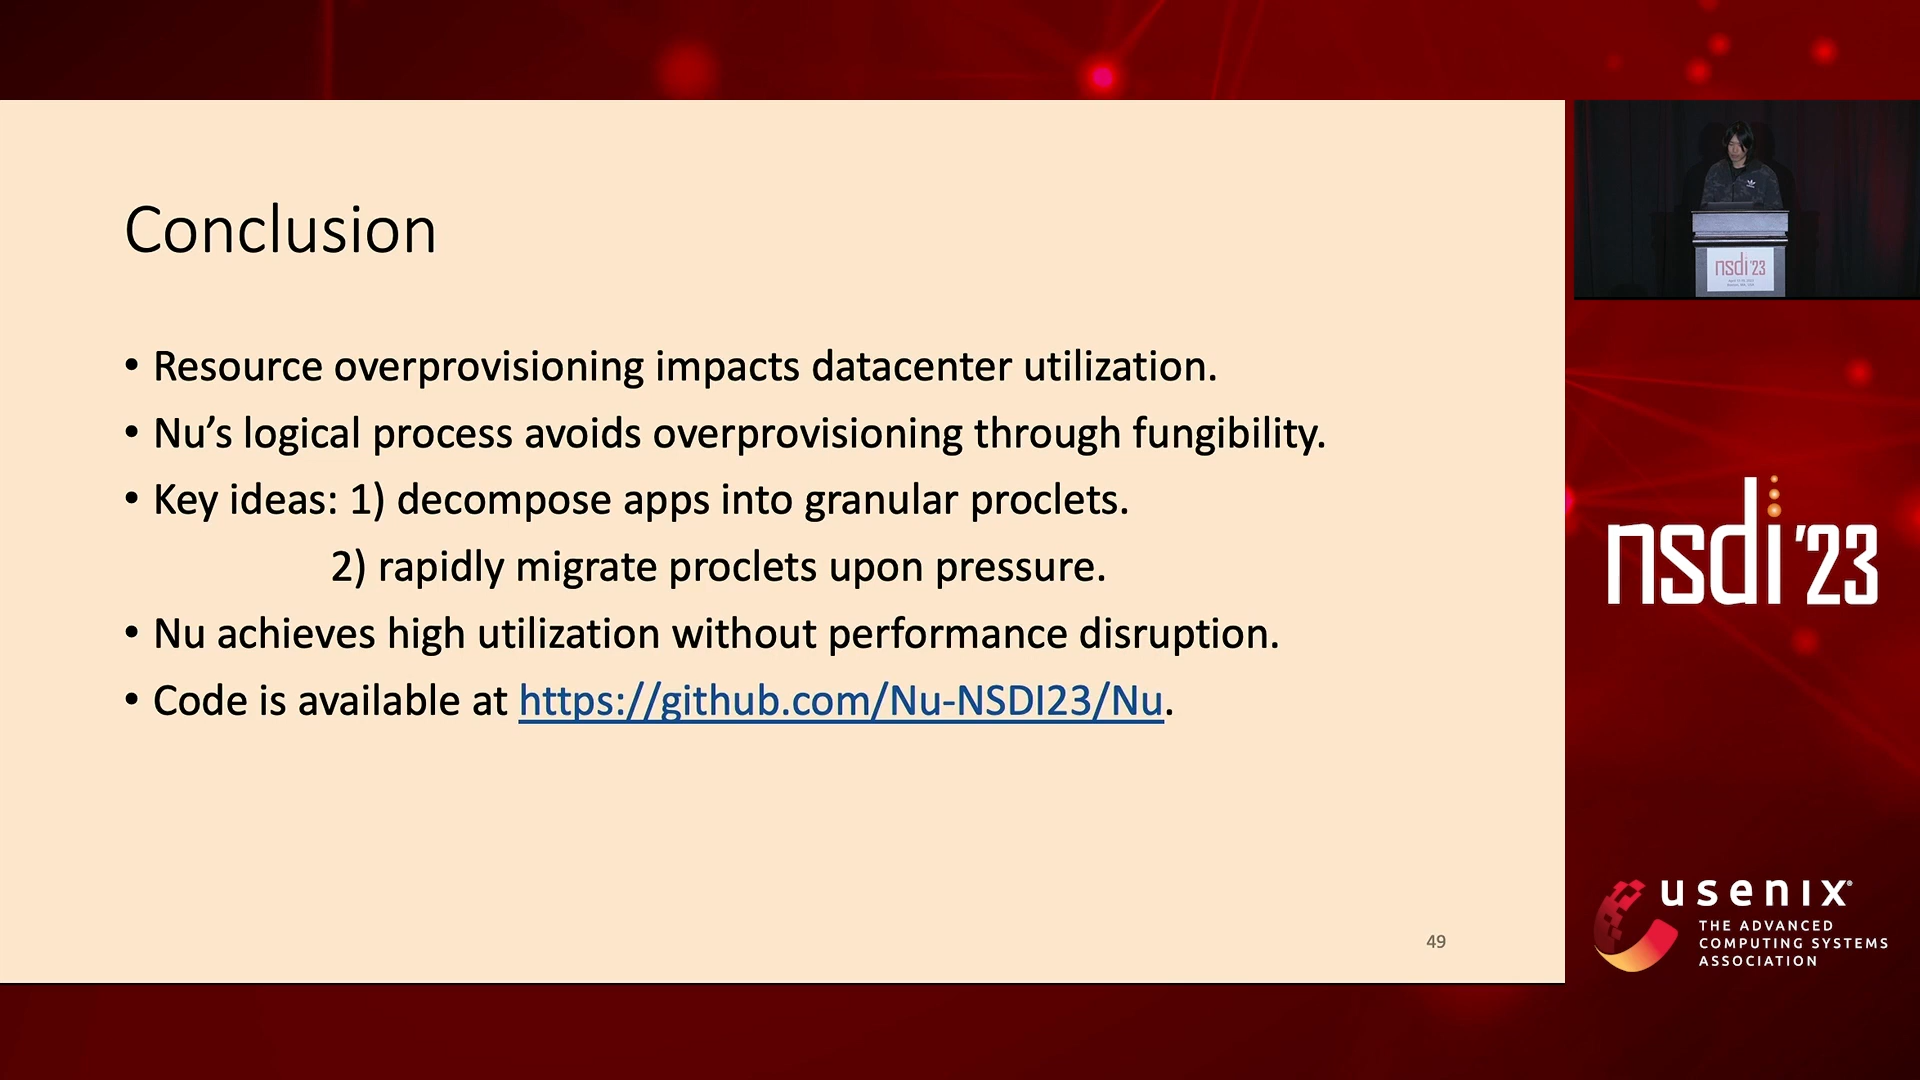 Conclusion
• Resource overprovisioning impacts datacenter utilization.
• Nu’s logical process avoids overprovisioning through fungibility.
• Key ideas: 1) decompose apps into granular proclets.
2) rapidly migrate proclets upon pressure.
• Nu achieves high utilization without performance disruption.
• Code is available at https://github.com/Nu-NSDI23/Nu.
49
nsdi'23
nsdi'23
usenix®
THE ADVANCED
COMPUTING SYSTEMS
ASSOCIATION